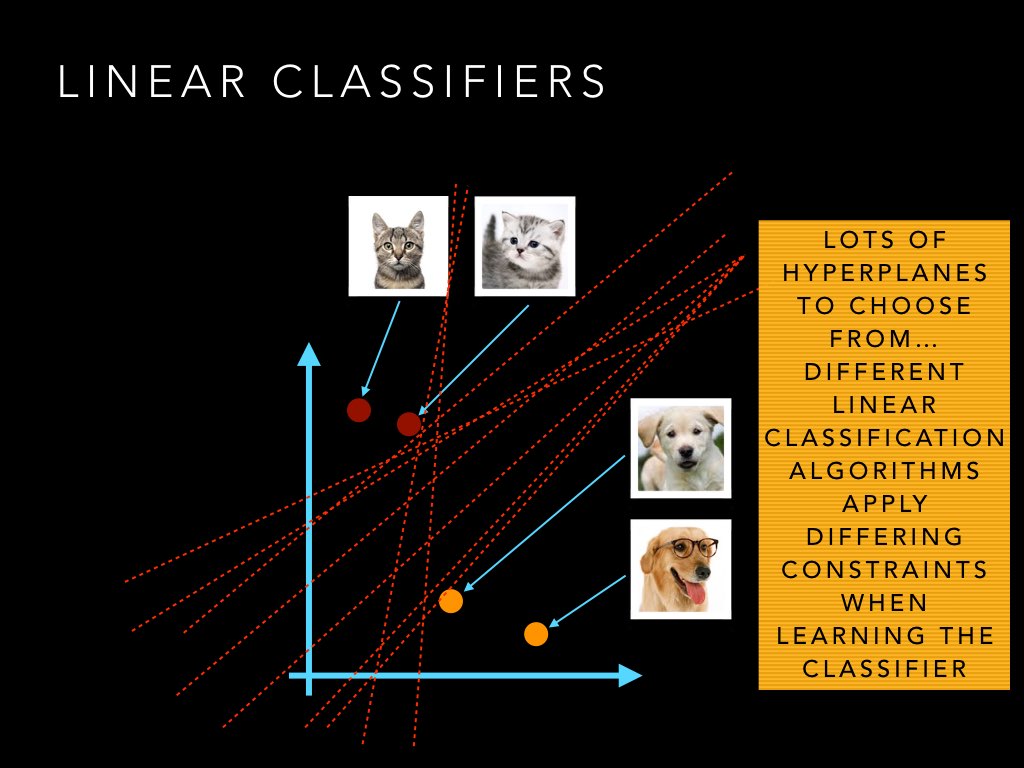 LINEAR CLASSIFIERS
LOTS OF
HYPERPLANES
TO CHOOSE
FROM…
DIFFERENT
LINEAR
CLASSIFICATION
ALGORITHMS
APPLY
DIFFERING
CONSTRAINTS
WHEN
LEARNING THE
CLASSIFIER